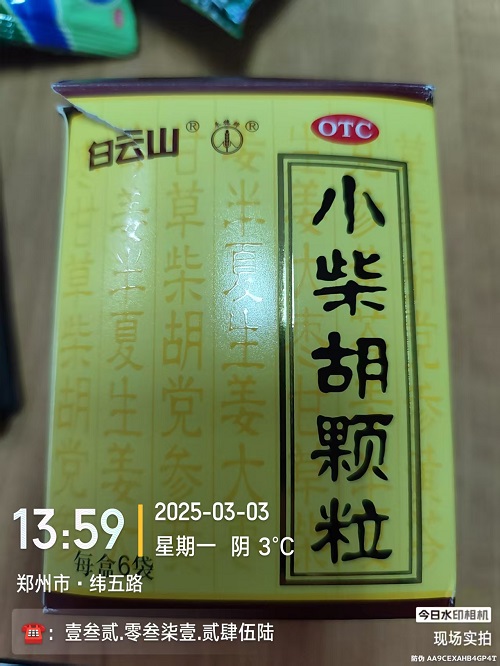 白云山® ®
OTC
小柴胡颗粒
每盒6袋
13:59
2025-03-03
星期一 阴 3°C
郑州市·纬五路
☎：壹叁贰.零叁柒壹.贰肆伍陆
今日水印相机
现场实拍
防伪 AA9CEXAHB4GP4T